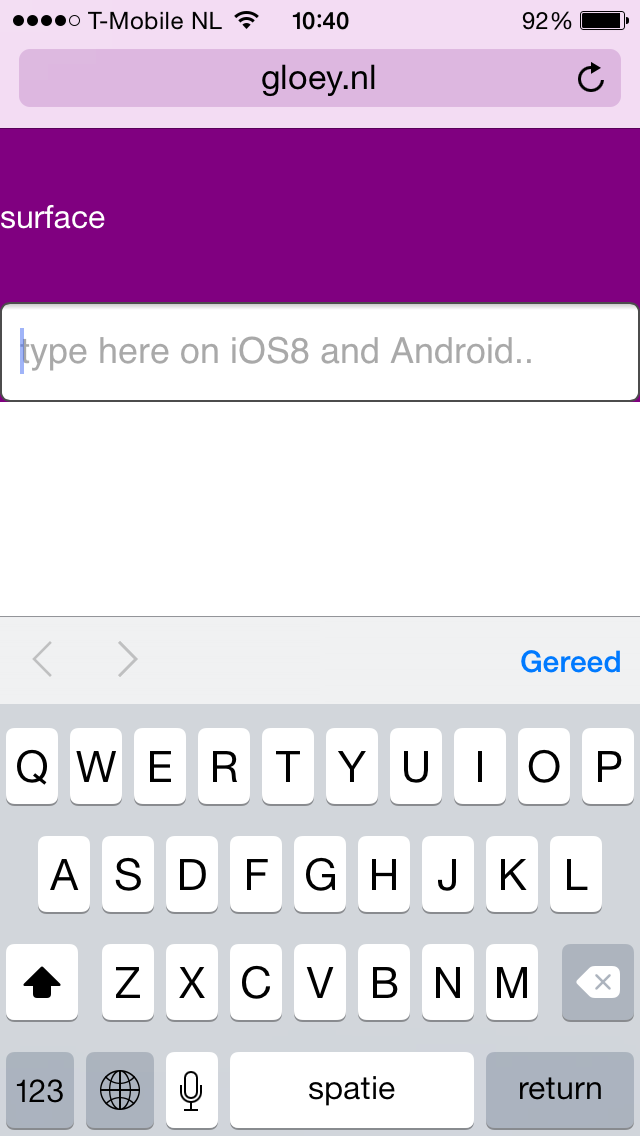 T-Mobile NL 10:40 92%
gloey.nl
surface
type here on iOS8 and Android..
Gereed
Q W E R T Y U I O P
A S D F G H J K L
Z X C V B N M
123 spatie return